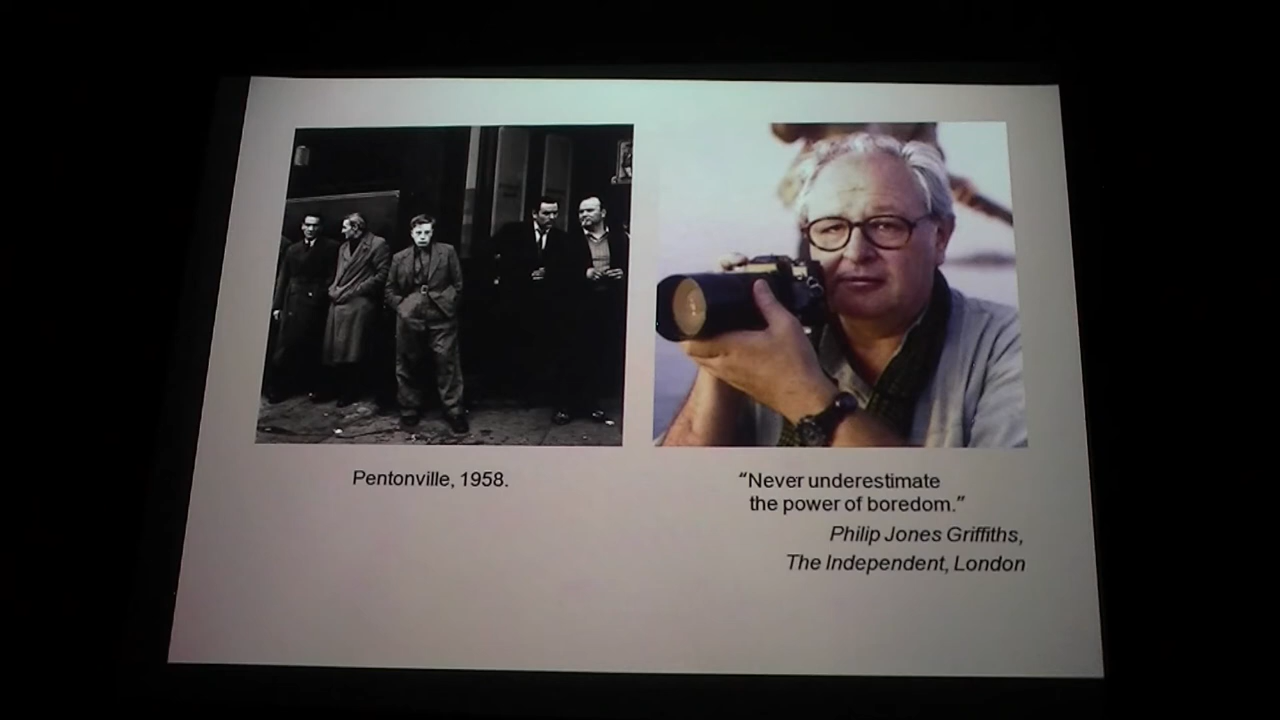 Pentonville, 1958.
“Never underestimate
the power of boredom.”
Philip Jones Griffiths,
The Independent, London